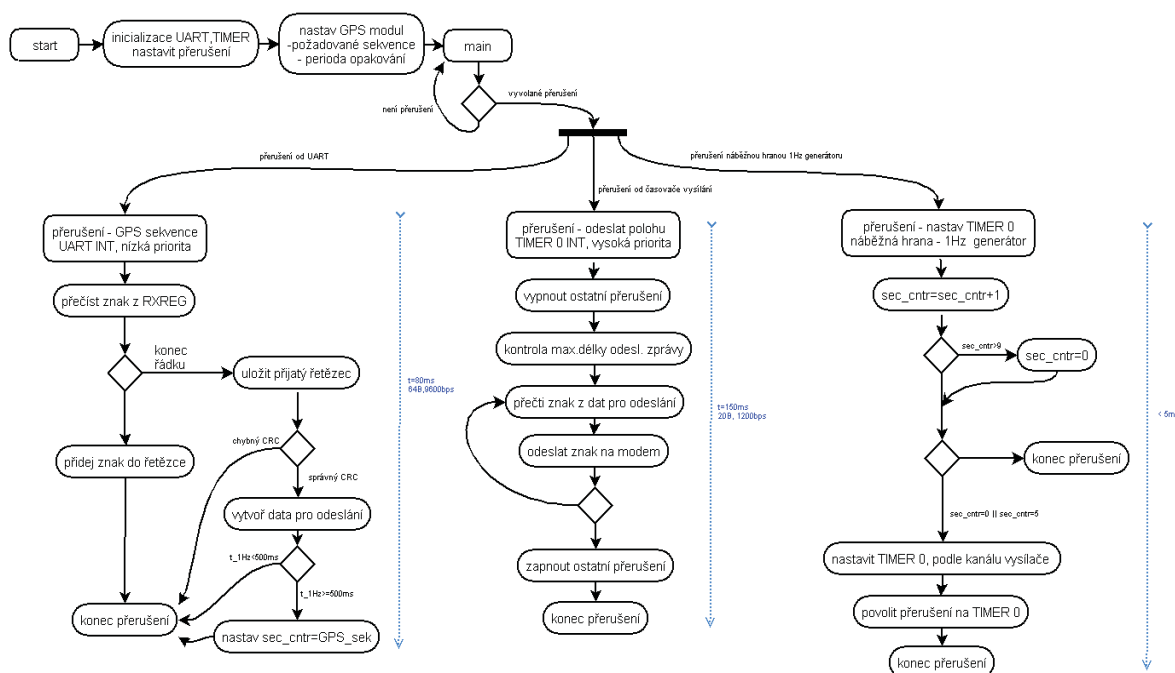 start
inicializace UART,TIMER
nastavit přerušení
nastav GPS modul
-požadované sekvence
- perioda opakování
main
není přerušení
vyvolané přerušení
přerušení od UART
přerušení od časovače vysílání
přerušení náběžnou hranou 1Hz generátoru
přerušení - GPS sekvence
UART INT, nízká priorita
přečíst znak z RXREG
konec
řádku
uložit přijatý řetězec
chybný CRC
přidej znak do řetězce
správný CRC
vytvoř data pro odeslání
t_1Hz<500ms
t_1Hz>=500ms
konec přerušení
nastav sec_cntr=GPS_sek
t=80ms
64B,9600bps
přerušení - odeslat polohu
TIMER 0 INT, vysoká priorita
vypnout ostatní přerušení
kontrola max.délky odesl. zprávy
přečti znak z dat pro odeslání
odeslat znak na modem
zapnout ostatní přerušení
konec přerušení
t=150ms
20B, 1200bps
přerušení - nastav TIMER 0
náběžná hrana - 1Hz generátor
sec_cntr=sec_cntr+1
sec_cntr>9
sec_cntr=0
konec přerušení
sec_cntr=0 || sec_cntr=5
nastavit TIMER 0, podle kanálu vysílače
povolit přerušení na TIMER 0
konec přerušení
< 5m